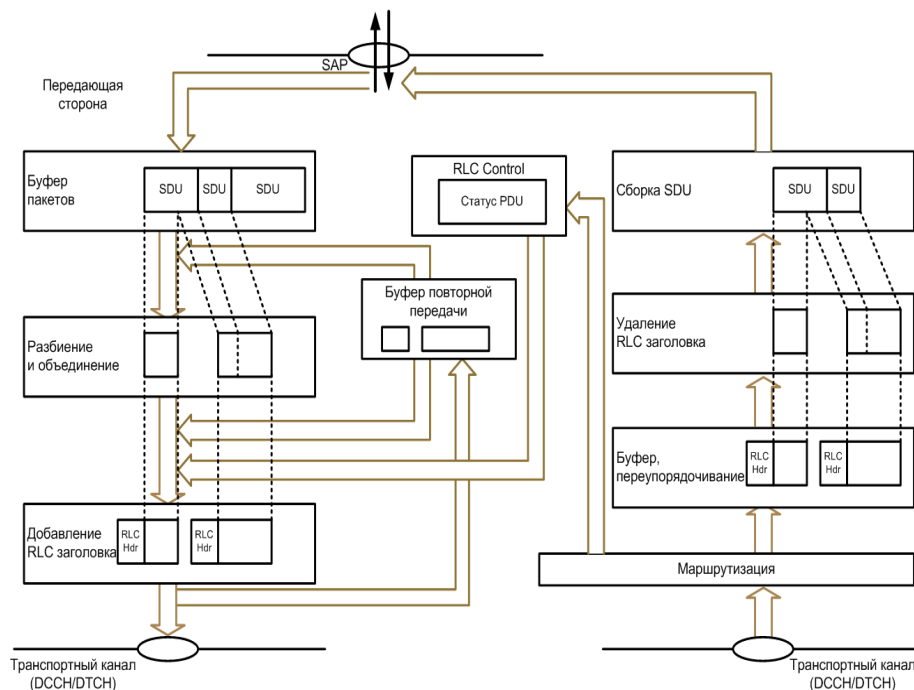 SAP
Передающая
сторона
Буфер
пакетов
SDU
SDU
SDU
RLC Control
Статус PDU
Сборка SDU
SDU
SDU
Буфер повторной
передачи
Разбиение
и объединение
Удаление
RLC заголовка
Буфер,
переупорядочивание
RLC
Hdr
RLC
Hdr
Добавление
RLC заголовка
RLC
Hdr
RLC
Hdr
Маршрутизация
Транспортный канал
(DCCH/DTCH)
Транспортный канал
(DCCH/DTCH)